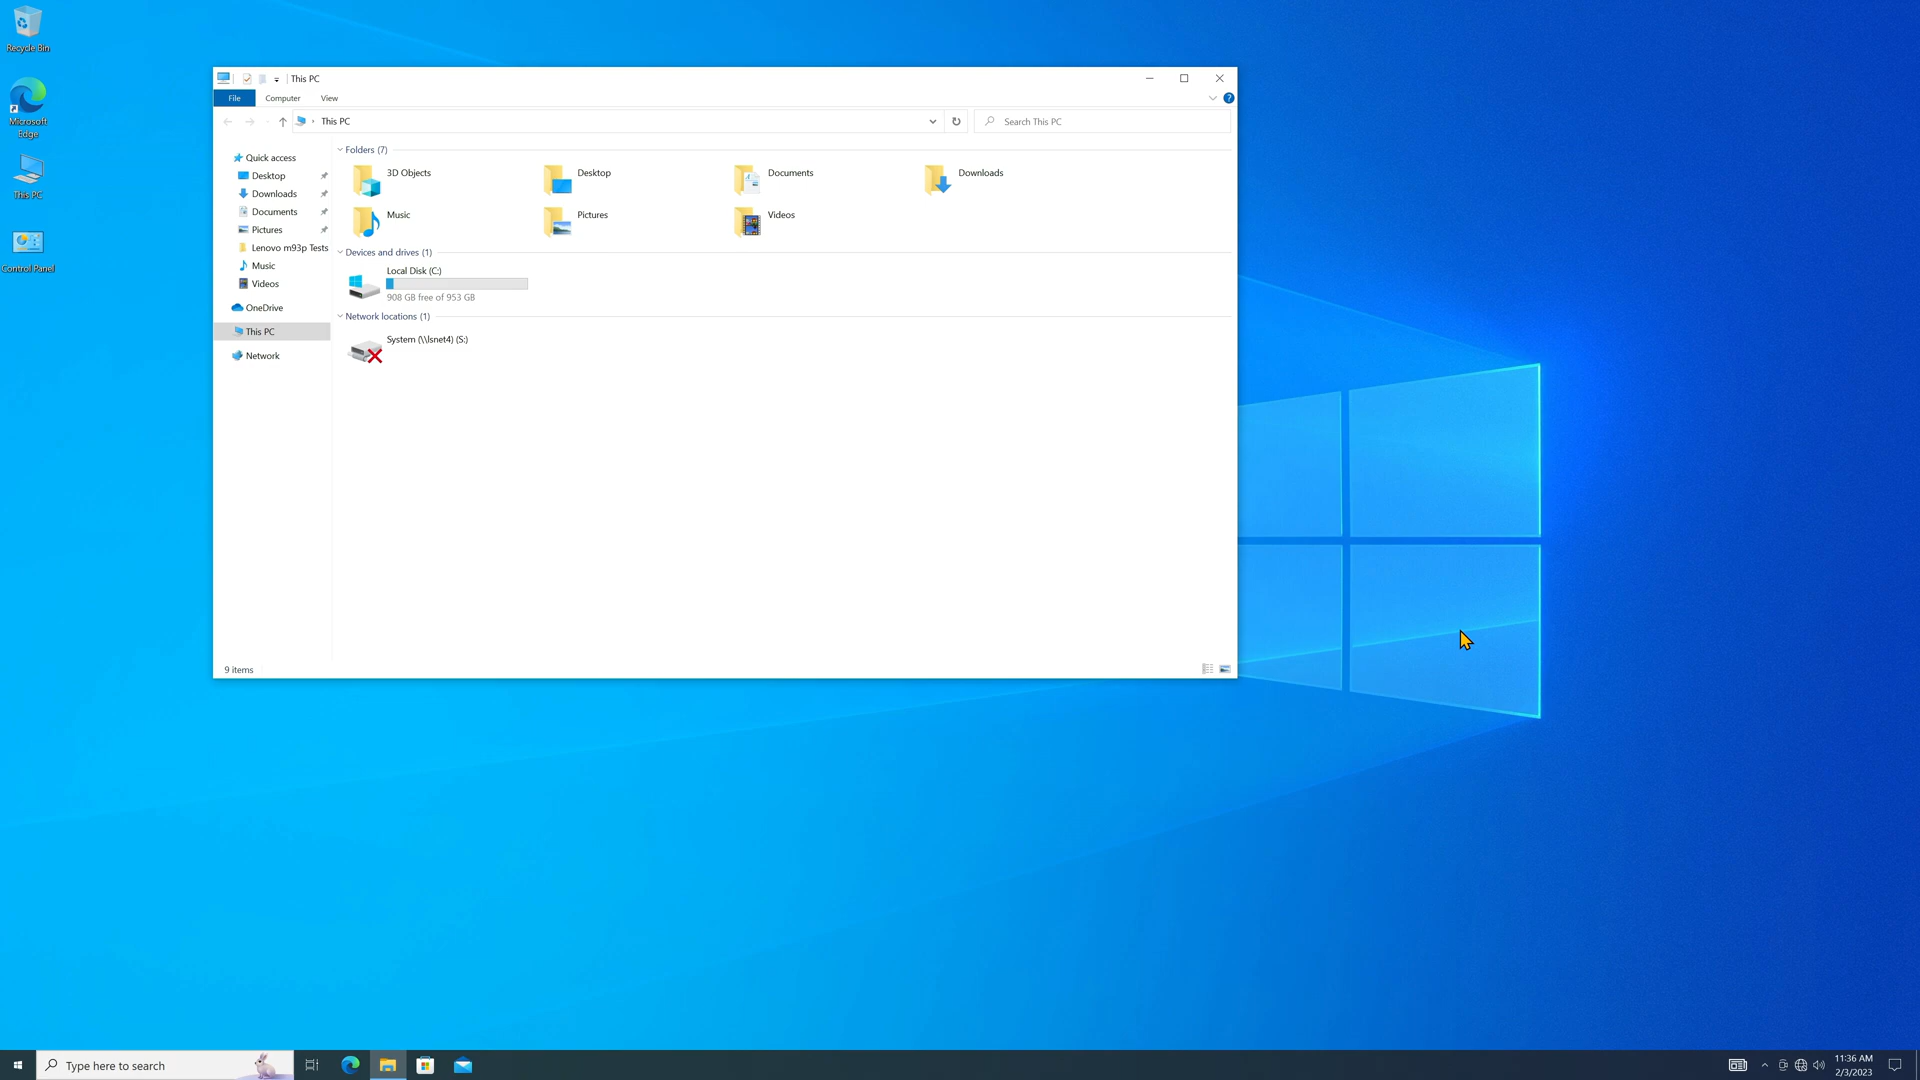 Recycle Bin
Microsoft
Edge
This PC
Control Panel
This PC
File Computer View
This PC
Search This PC
Quick access
Desktop
Downloads
Documents
Pictures
Lenovo m93p Tests
Music
Videos
OneDrive
This PC
Network
Folders (7)
3D Objects Desktop Documents Downloads
Music Pictures Videos
Devices and drives (1)
Local Disk (C:)
908 GB free of 953 GB
Network locations (1)
System (\\lsnet4) (S:)
9 items
Type here to search
11:36 AM
2/3/2023